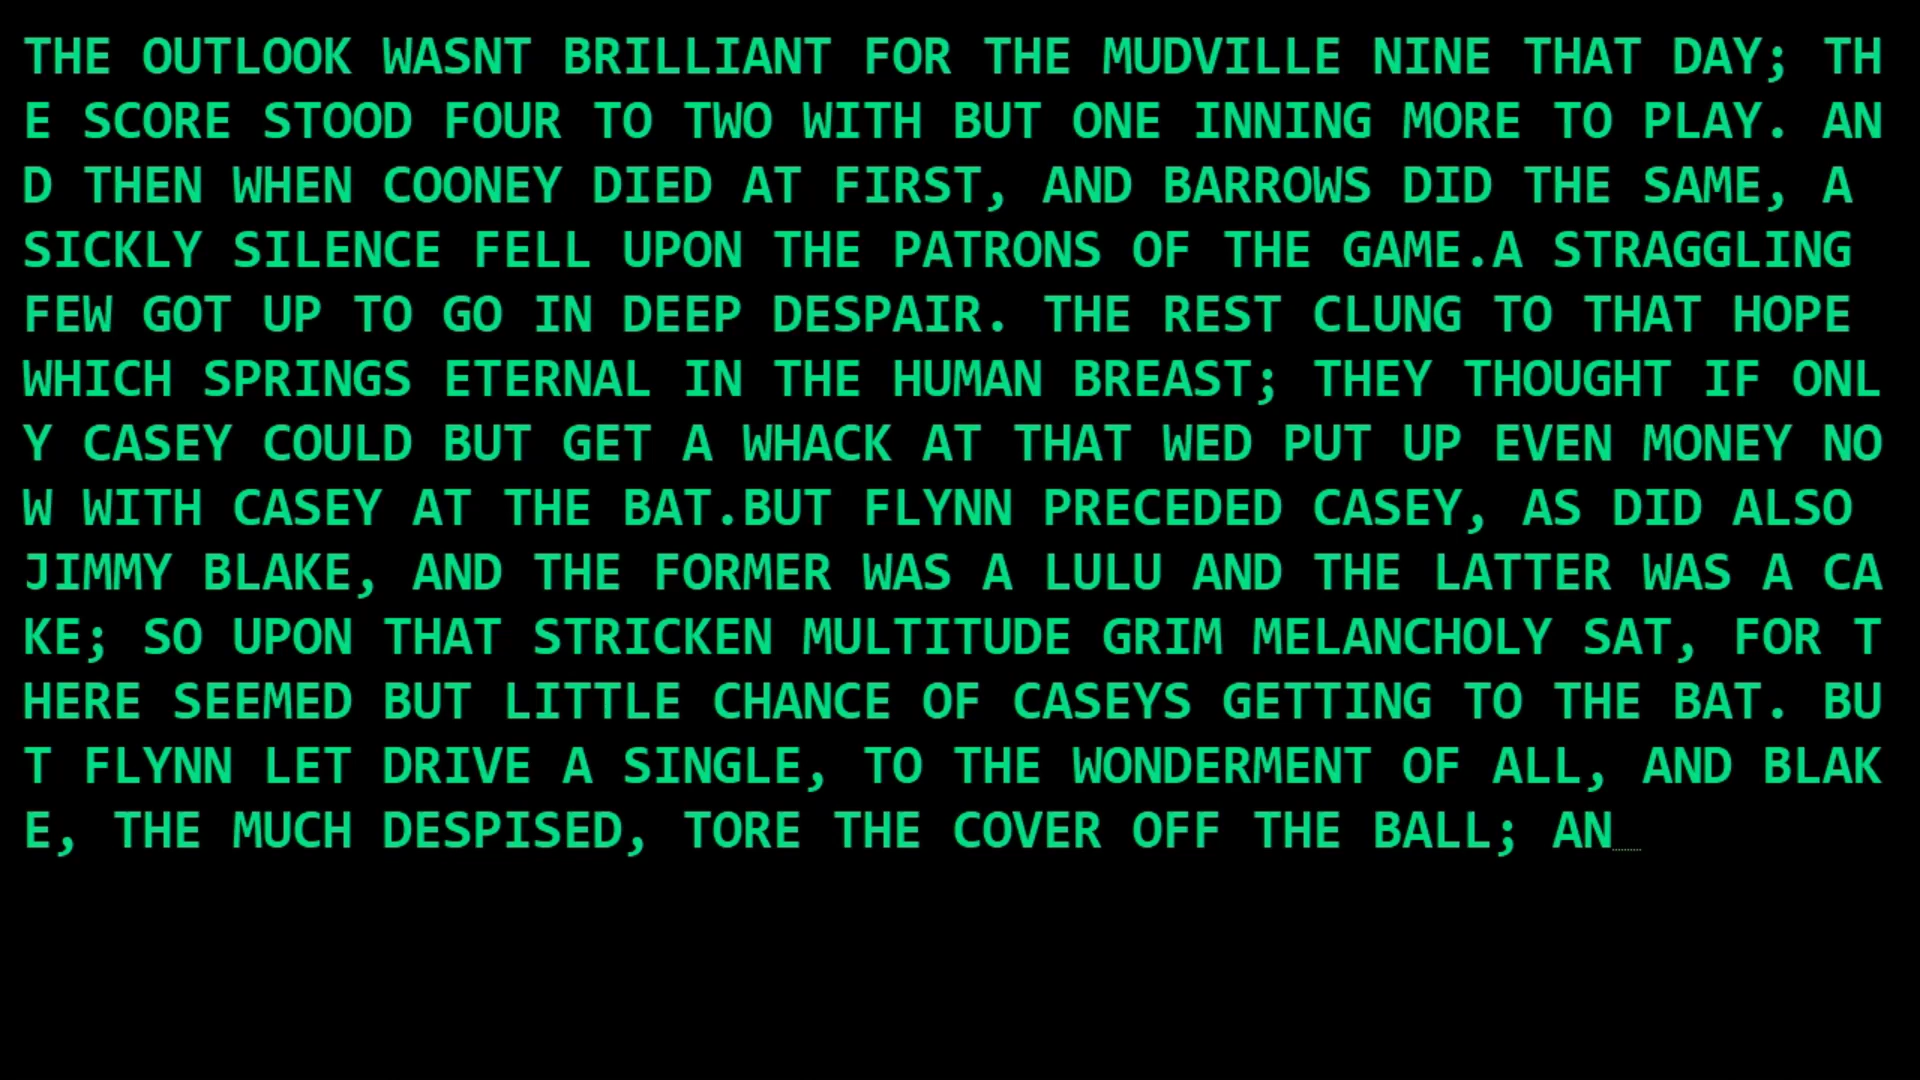 THE OUTLOOK WASNT BRILLIANT FOR THE MUDVILLE NINE THAT DAY; TH
E SCORE STOOD FOUR TO TWO WITH BUT ONE INNING MORE TO PLAY. AN
D THEN WHEN COONEY DIED AT FIRST, AND BARROWS DID THE SAME, A
SICKLY SILENCE FELL UPON THE PATRONS OF THE GAME.A STRAGGLING
FEW GOT UP TO GO IN DEEP DESPAIR. THE REST CLUNG TO THAT HOPE
WHICH SPRINGS ETERNAL IN THE HUMAN BREAST; THEY THOUGHT IF ONL
Y CASEY COULD BUT GET A WHACK AT THAT WED PUT UP EVEN MONEY NO
W WITH CASEY AT THE BAT.BUT FLYNN PRECEDED CASEY, AS DID ALSO
JIMMY BLAKE, AND THE FORMER WAS A LULU AND THE LATTER WAS A CA
KE; SO UPON THAT STRICKEN MULTITUDE GRIM MELANCHOLY SAT, FOR T
HERE SEEMED BUT LITTLE CHANCE OF CASEYS GETTING TO THE BAT. BU
T FLYNN LET DRIVE A SINGLE, TO THE WONDERMENT OF ALL, AND BLAK
E, THE MUCH DESPISED, TORE THE COVER OFF THE BALL; AN_